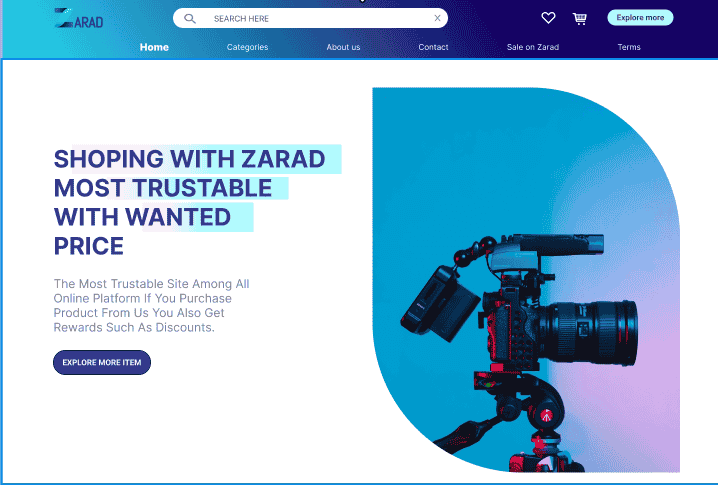 ZARAD
SEARCH HERE
Explore more
Home
Categories
About us
Contact
Sale on Zarad
Terms
SHOPING WITH ZARAD
MOST TRUSTABLE
WITH WANTED
PRICE
The Most Trustable Site Among All
Online Platform If You Purchase
Product From Us You Also Get
Rewards Such As Discounts.
EXPLORE MORE ITEM